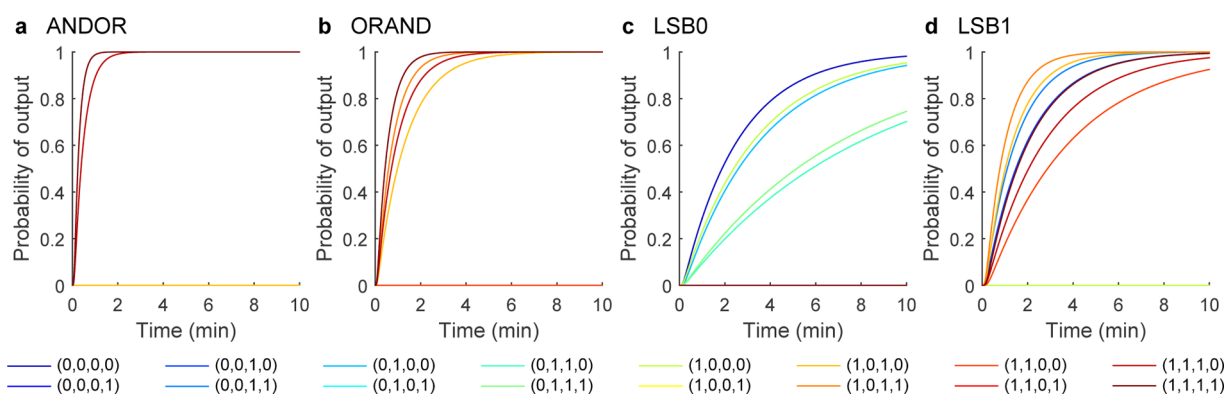 a ANDOR
b ORAND
c LSB0
d LSB1
Probability of output
1
0.8
0.6
0.4
0.2
0
0 2 4 6 8 10
Time (min)
Probability of output
1
0.8
0.6
0.4
0.2
0
0 2 4 6 8 10
Time (min)
Probability of output
1
0.8
0.6
0.4
0.2
0
0 2 4 6 8 10
Time (min)
Probability of output
1
0.8
0.6
0.4
0.2
0
0 2 4 6 8 10
Time (min)
(0,0,0,0) (0,0,1,0) (0,1,0,0) (0,1,1,0) (1,0,0,0) (1,0,1,0) (1,1,0,0) (1,1,1,0)
(0,0,0,1) (0,0,1,1) (0,1,0,1) (0,1,1,1) (1,0,0,1) (1,0,1,1) (1,1,0,1) (1,1,1,1)